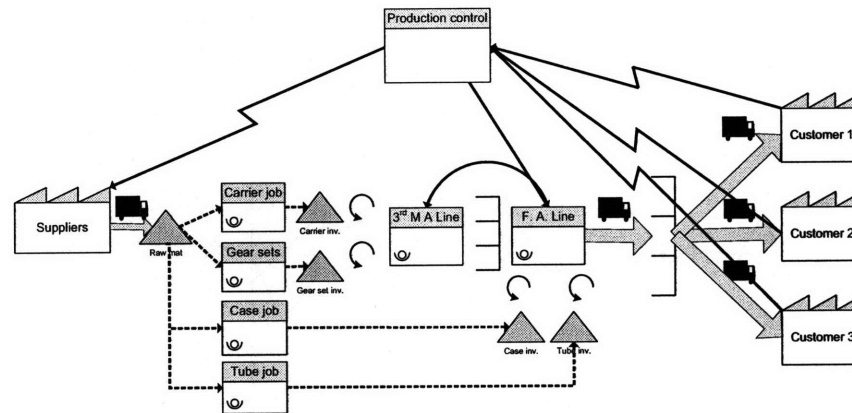 Production control
Customer 1
Carrier job
Carrier inv.
3rd M A Line
F. A. Line
Suppliers
Raw mat
Customer 2
Gear sets
Gear set inv.
Case job
Case inv.
Tube inv.
Customer 3
Tube job